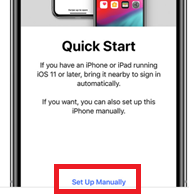 Quick Start
If you have an iPhone or iPad running
iOS 11 or later, bring it nearby to sign in
automatically.
If you want, you can also set up this
iPhone manually.
Set Up Manually